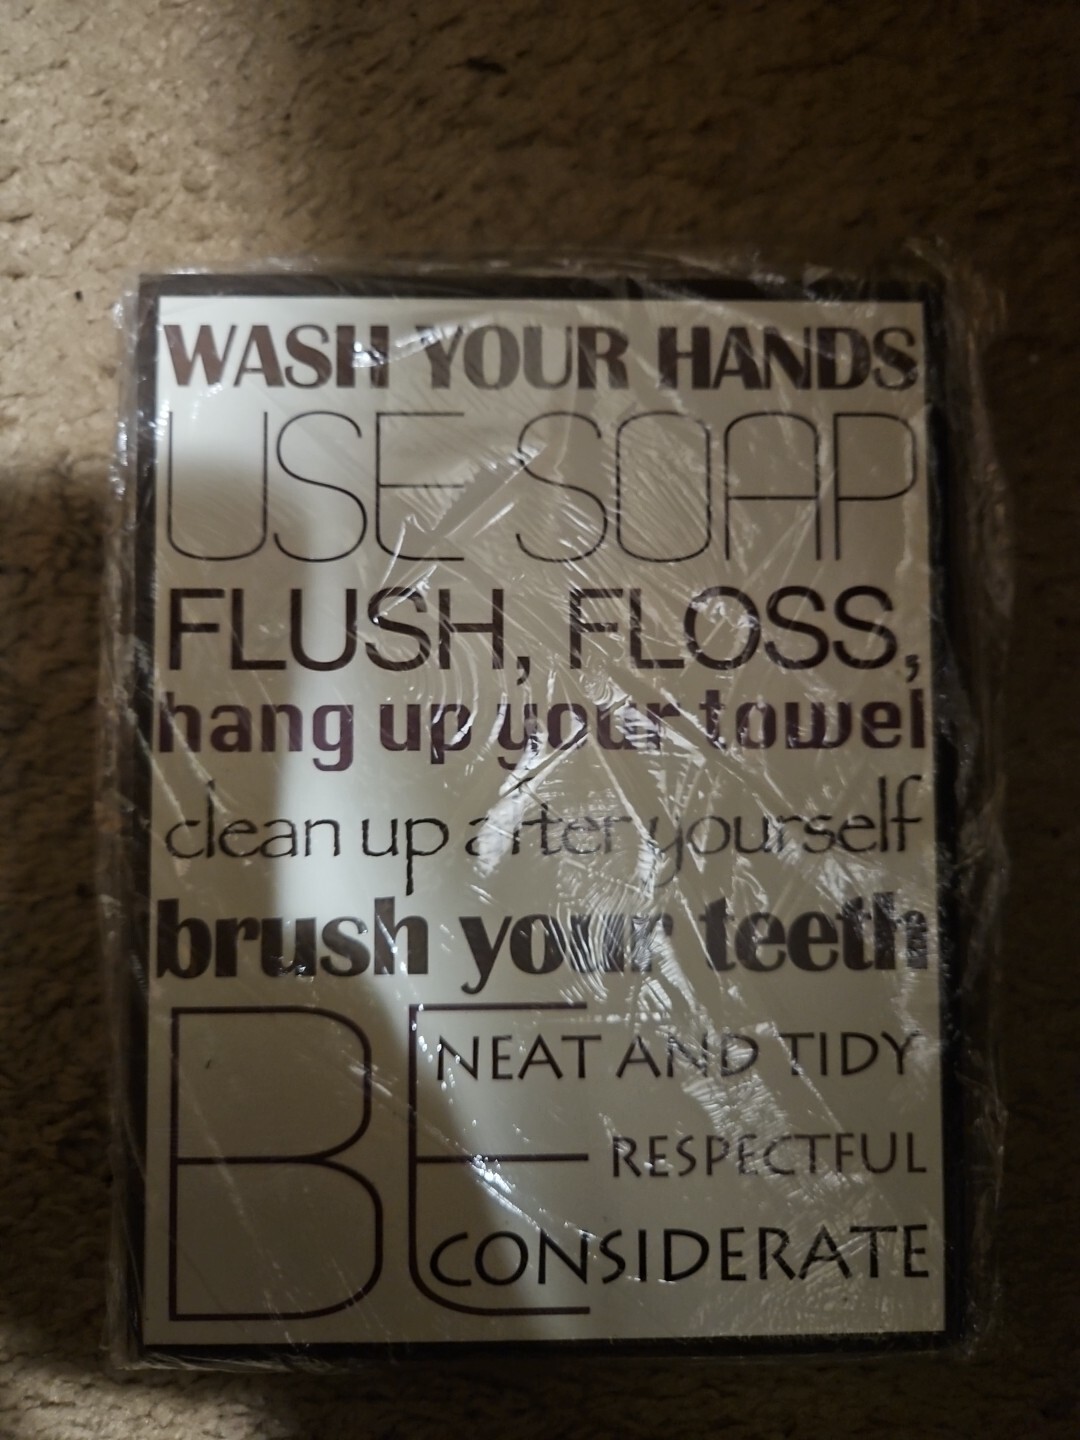 WASH YOUR HANDS
USE SOAP
FLUSH, FLOSS,
hang up your towel
clean up after yourself
brush your teeth
BE NEAT AND TIDY
RESPECTFUL
CONSIDERATE